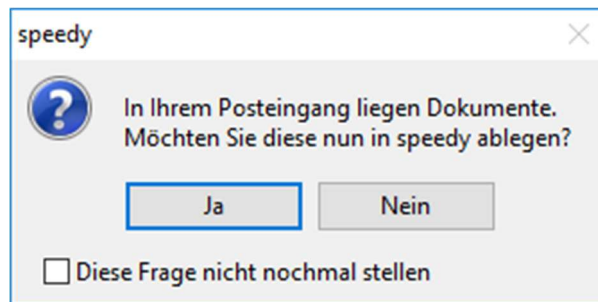 speedy
In Ihrem Posteingang liegen Dokumente.
Möchten Sie diese nun in speedy ablegen?
Ja
Nein
Diese Frage nicht nochmal stellen